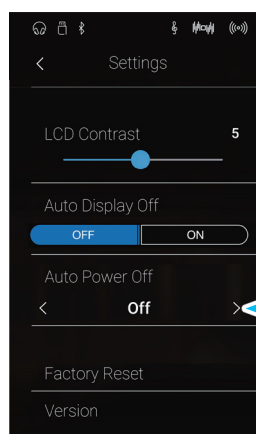 Settings
LCD Contrast 5
Auto Display Off
OFF ON
Auto Power Off
Off
Factory Reset
Version